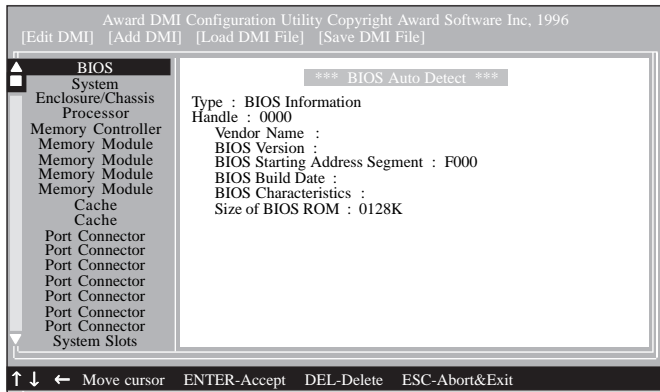 Award DMI Configuration Utility Copyright Award Software Inc, 1996
[Edit DMI] [Add DMI] [Load DMI File] [Save DMI File]
BIOS
System
Enclosure/Chassis
Processor
Memory Controller
Memory Module
Memory Module
Memory Module
Memory Module
Cache
Cache
Port Connector
Port Connector
Port Connector
Port Connector
Port Connector
Port Connector
Port Connector
System Slots
*** BIOS Auto Detect ***
Type : BIOS Information
Handle : 0000
Vendor Name :
BIOS Version :
BIOS Starting Address Segment : F000
BIOS Build Date :
BIOS Characteristics :
Size of BIOS ROM : 0128K
↑↓ ← Move cursor ENTER-Accept DEL-Delete ESC-Abort&Exit